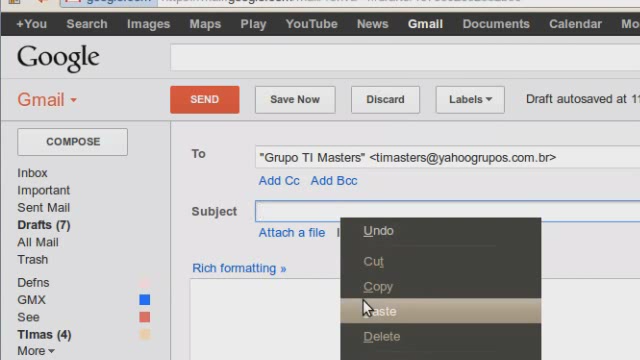 +You Search Images Maps Play YouTube News Gmail Documents Calendar
Google
Gmail SEND Save Now Discard Labels Draft autosaved at 11
COMPOSE
To "Grupo TI Masters" <timasters@yahoogrupos.com.br>
Add Cc Add Bcc
Subject
Attach a file
Rich formatting »
Inbox
Important
Sent Mail
Drafts (7)
All Mail
Trash
Defns
GMX
See
TImas (4)
More
Undo
Cut
Copy
Paste
Delete